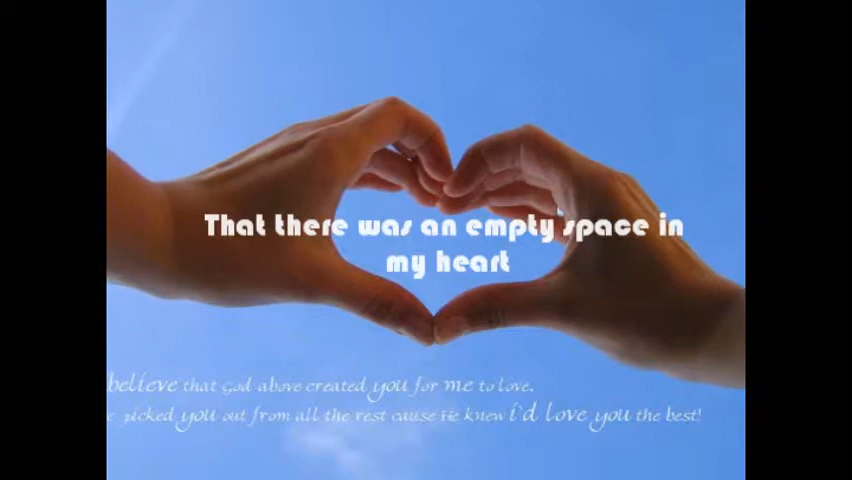 That there was an empty space in
my heart
believe that God above created you for me to love.
picked you out from all the rest cause He knew i'd love you the best!